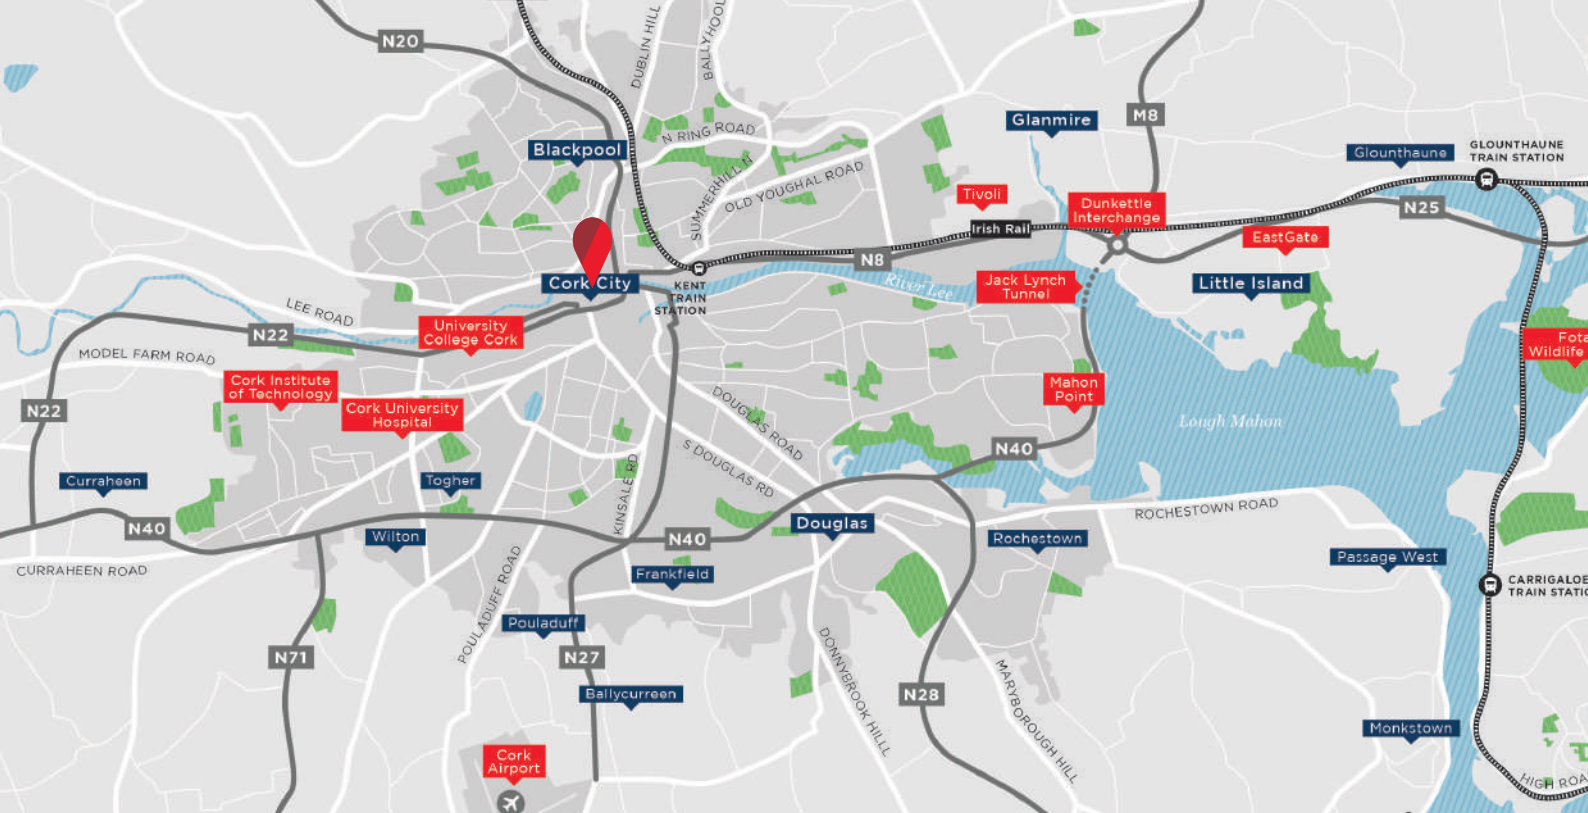 N20
DUBLIN HILL
BALLYHOOL
Glanmire
M8
N RING ROAD
Blackpool
GLOUNTHAUNE
TRAIN STATION
Glounthaune
SUMMERHILL N
OLD YOUGHAL ROAD
Tivoli
Dunkettle
Interchange
N25
Irish Rail
EastGate
N8
Cork City
KENT
TRAIN
STATION
River Lee
Jack Lynch
Tunnel
Little Island
LEE ROAD
N22
University
College Cork
MODEL FARM ROAD
Fota
Wildlife
Cork Institute
of Technology
Cork University
Hospital
N22
DOUGLAS ROAD
Mahon
Point
Lough Mahon
S DOUGLAS RD
N40
Curraheen
Togher
KINSALE RD
ROCHESTOWN ROAD
N40
Wilton
N40
Douglas
Rochestown
Passage West
CURRAHEEN ROAD
Frankfield
CARRIGALOE
TRAIN STATIO
POULADUFF ROAD
Pouladuff
N71
N27
DONNYBROOK HILLL
MARYBOROUGH HILL
Ballycurreen
N28
Monkstown
Cork
Airport
HIGH ROA